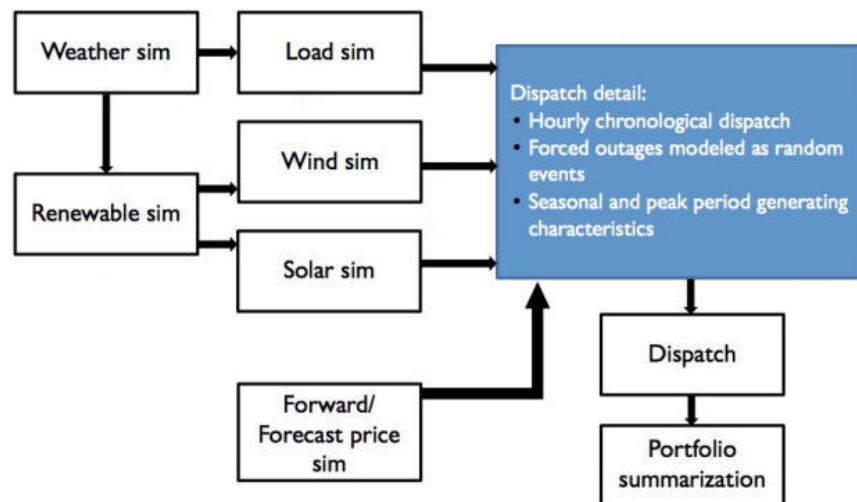 Weather sim
Load sim
Dispatch detail:
• Hourly chronological dispatch
• Forced outages modeled as random
events
• Seasonal and peak period generating
characteristics
Wind sim
Renewable sim
Solar sim
Dispatch
Forward/
Forecast price
sim
Portfolio
summarization